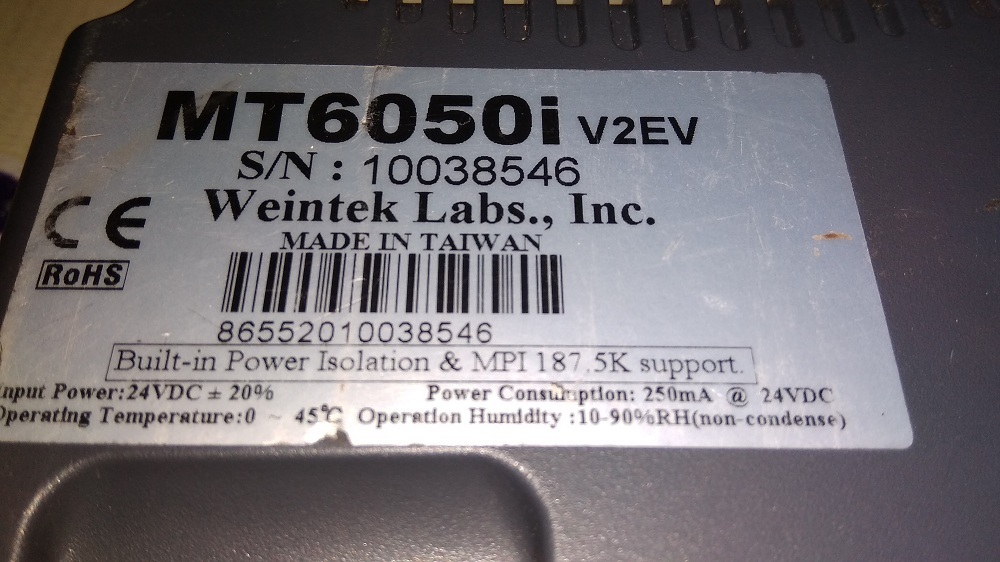 MT6050i V2EV
S/N : 10038546
Weintek Labs., Inc.
CE
MADE IN TAIWAN
RoHS
86552010038546
Built-in Power Isolation & MPI 187.5K support.
Input Power:24VDC ± 20% Power Consumption: 250mA @ 24VDC
Operating Temperature:0 ~ 45℃ Operation Humidity :10-90%RH(non-condense)